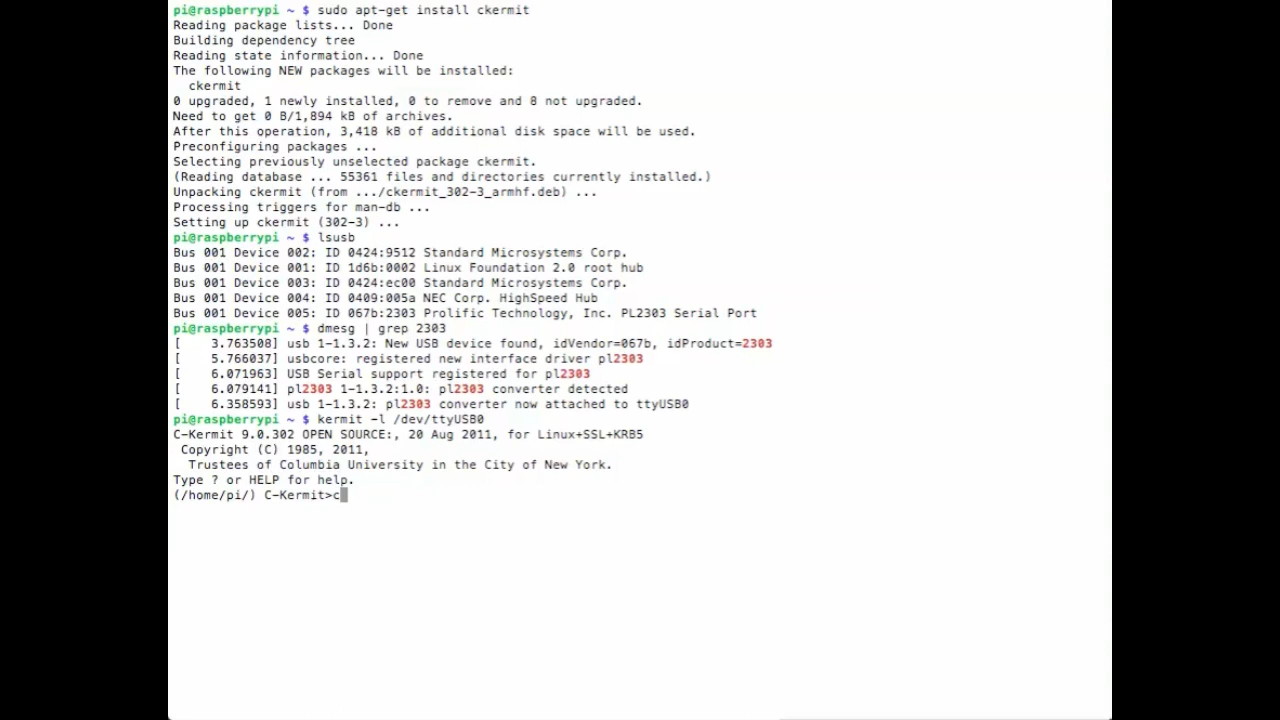 pi@raspberrypi ~ $ sudo apt-get install ckermit
Reading package lists... Done
Building dependency tree
Reading state information... Done
The following NEW packages will be installed:
  ckermit
0 upgraded, 1 newly installed, 0 to remove and 8 not upgraded.
Need to get 0 B/1,894 kB of archives.
After this operation, 3,418 kB of additional disk space will be used.
Preconfiguring packages ...
Selecting previously unselected package ckermit.
(Reading database ... 55361 files and directories currently installed.)
Unpacking ckermit (from .../ckermit_302-3_armhf.deb) ...
Processing triggers for man-db ...
Setting up ckermit (302-3) ...
pi@raspberrypi ~ $ lsusb
Bus 001 Device 002: ID 0424:9512 Standard Microsystems Corp.
Bus 001 Device 001: ID 1d6b:0002 Linux Foundation 2.0 root hub
Bus 001 Device 003: ID 0424:ec00 Standard Microsystems Corp.
Bus 001 Device 004: ID 0409:005a NEC Corp. HighSpeed Hub
Bus 001 Device 005: ID 067b:2303 Prolific Technology, Inc. PL2303 Serial Port
pi@raspberrypi ~ $ dmesg | grep 2303
[    3.763508] usb 1-1.3.2: New USB device found, idVendor=067b, idProduct=2303
[    5.766037] usbcore: registered new interface driver pl2303
[    6.071963] USB Serial support registered for pl2303
[    6.079141] pl2303 1-1.3.2:1.0: pl2303 converter detected
[    6.358593] usb 1-1.3.2: pl2303 converter now attached to ttyUSB0
pi@raspberrypi ~ $ kermit -l /dev/ttyUSB0
C-Kermit 9.0.302 OPEN SOURCE:, 20 Aug 2011, for Linux+SSL+KRB5
 Copyright (C) 1985, 2011,
  Trustees of Columbia University in the City of New York.
Type ? or HELP for help.
(/home/pi/) C-Kermit>c